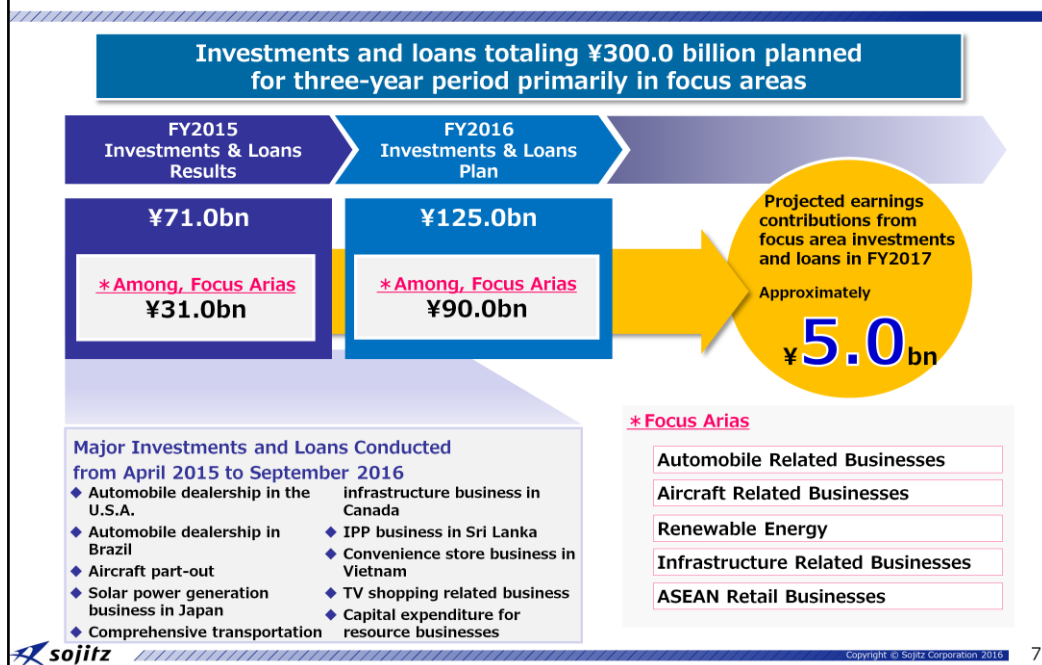 Investments and loans totaling ¥300.0 billion planned
for three-year period primarily in focus areas
FY2015
Investments & Loans
Results
FY2016
Investments & Loans
Plan
¥71.0bn
*Among, Focus Arias
¥31.0bn
¥125.0bn
*Among, Focus Arias
¥90.0bn
Projected earnings
contributions from
focus area investments
and loans in FY2017
Approximately
¥5.0bn
Major Investments and Loans Conducted
from April 2015 to September 2016
◆ Automobile dealership in the
U.S.A.
◆ Automobile dealership in
Brazil
◆ Aircraft part-out
◆ Solar power generation
business in Japan
◆ Comprehensive transportation
infrastructure business in
Canada
◆ IPP business in Sri Lanka
◆ Convenience store business in
Vietnam
◆ TV shopping related business
◆ Capital expenditure for
resource businesses
*Focus Arias
Automobile Related Businesses
Aircraft Related Businesses
Renewable Energy
Infrastructure Related Businesses
ASEAN Retail Businesses
sojitz
Copyright © Sojitz Corporation 2016
7